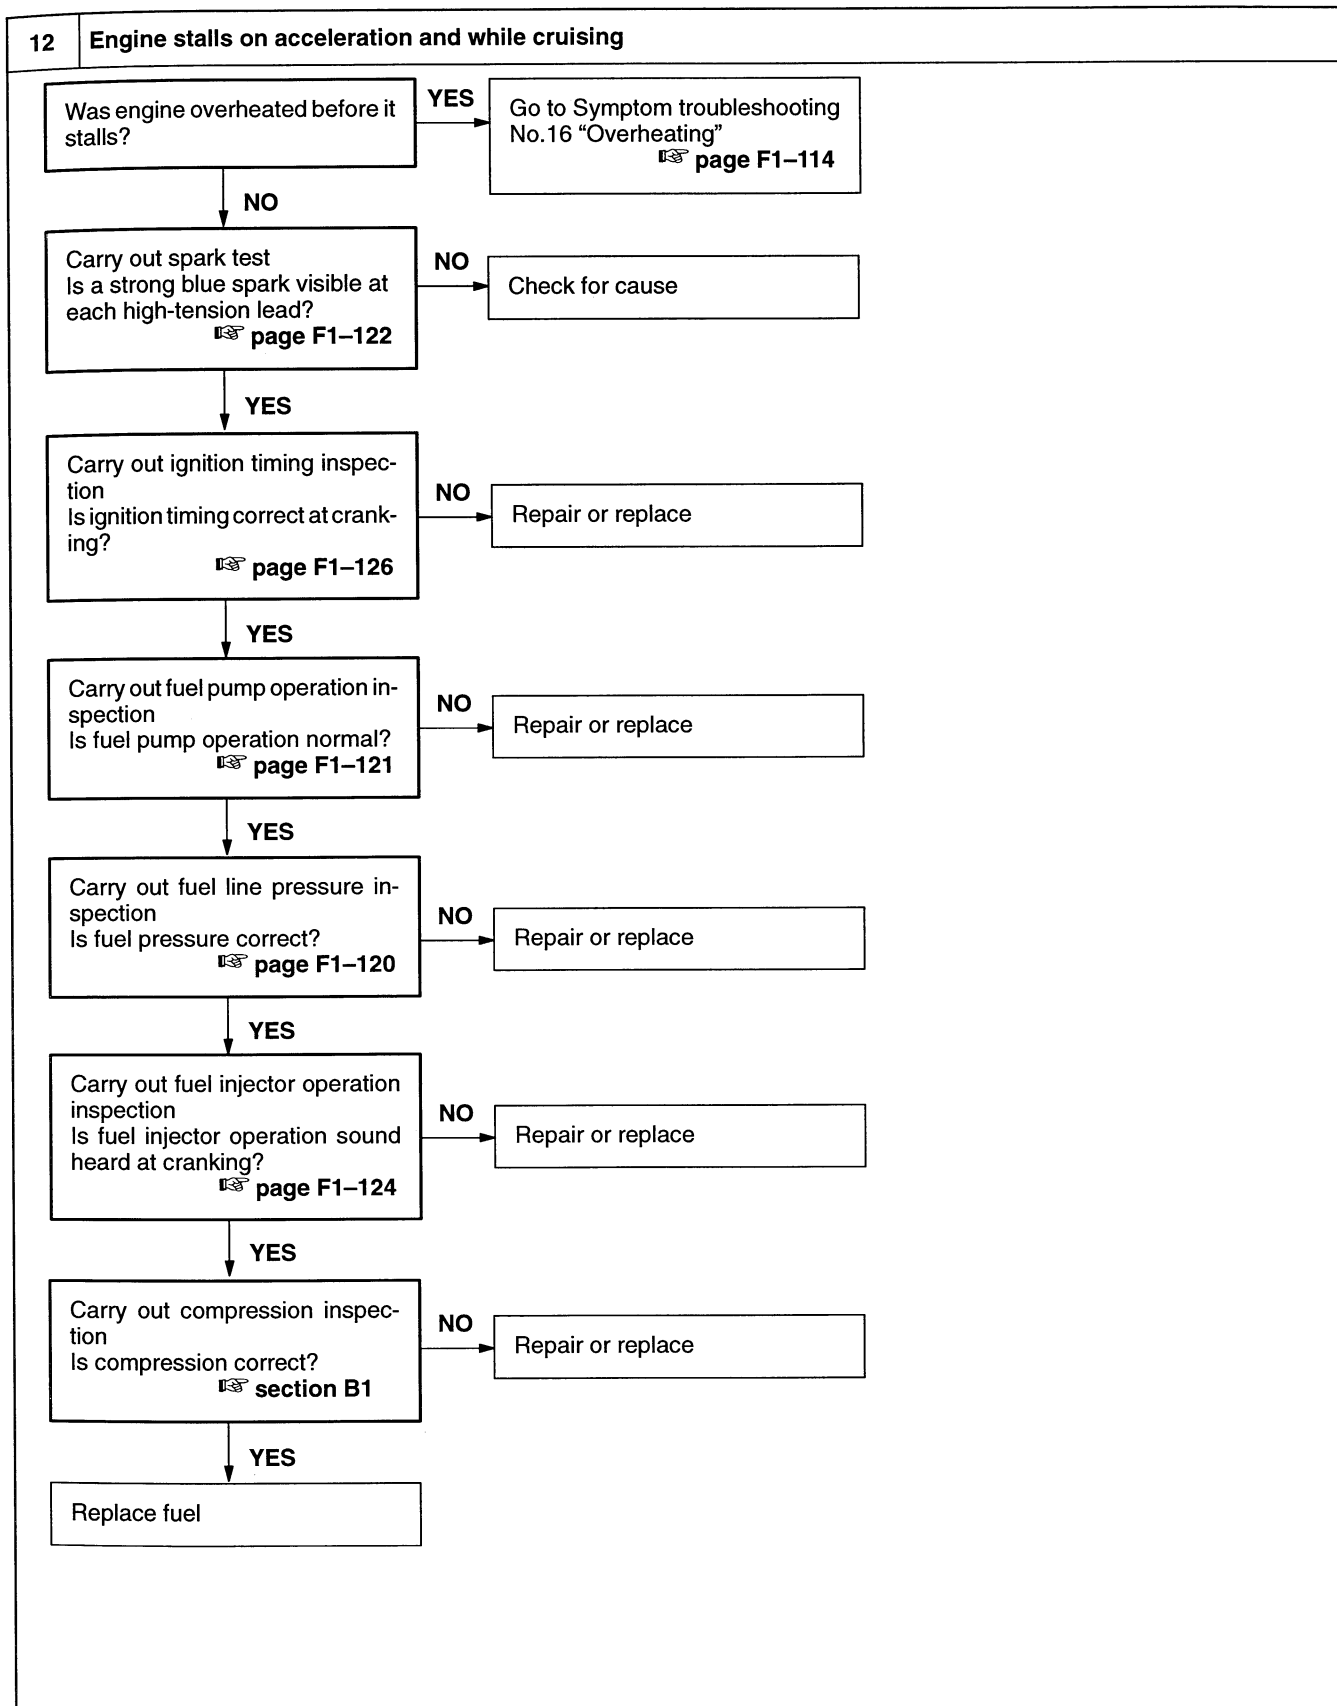 12
Engine stalls on acceleration and while cruising
Was engine overheated before it
stalls?
YES
Go to Symptom troubleshooting
No.16 “Overheating”
☞ page F1–114
NO
Carry out spark test
Is a strong blue spark visible at
each high-tension lead?
☞ page F1–122
NO
Check for cause
YES
Carry out ignition timing inspec-
tion
Is ignition timing correct at crank-
ing?
☞ page F1–126
NO
Repair or replace
YES
Carry out fuel pump operation in-
spection
Is fuel pump operation normal?
☞ page F1–121
NO
Repair or replace
YES
Carry out fuel line pressure in-
spection
Is fuel pressure correct?
☞ page F1–120
NO
Repair or replace
YES
Carry out fuel injector operation
inspection
Is fuel injector operation sound
heard at cranking?
☞ page F1–124
NO
Repair or replace
YES
Carry out compression inspec-
tion
Is compression correct?
☞ section B1
NO
Repair or replace
YES
Replace fuel